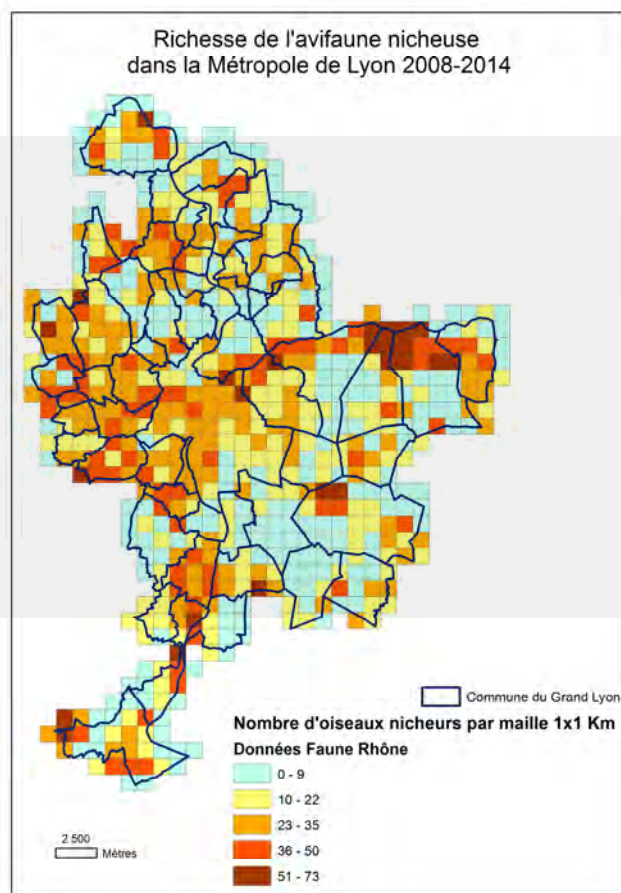 Richesse de l'avifaune nicheuse
dans la Métropole de Lyon 2008-2014
Commune du Grand Lyon
Nombre d'oiseaux nicheurs par maille 1x1 Km
Données Faune Rhône
0 - 9
10 - 22
23 - 35
36 - 50
51 - 73
2 500
Mètres